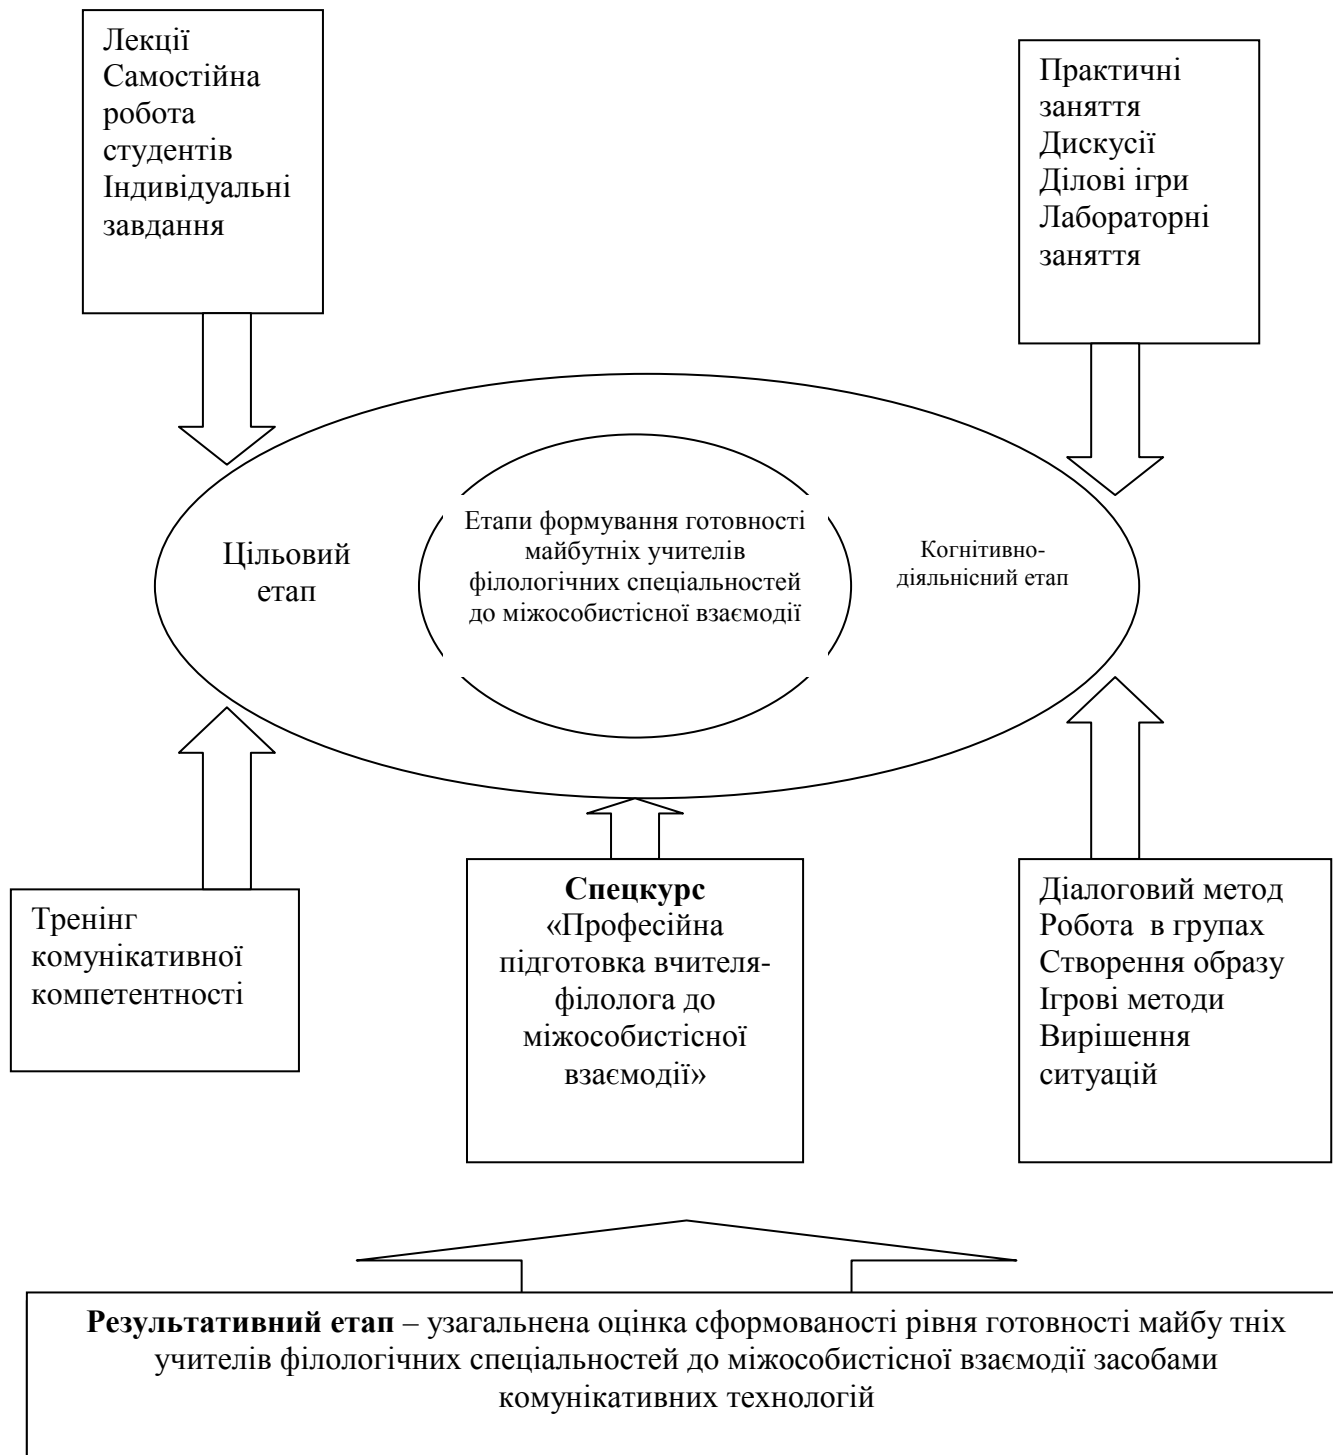 Лекції
Самостійна
робота
студентів
Індивідуальні
завдання
Практичні
заняття
Дискусії
Ділові ігри
Лабораторні
заняття
Цільовий
етап
Етапи формування готовності
майбутніх учителів
філологічних спеціальностей
до міжособистісної взаємодії
Когнітивно-
діяльнісний етап
Тренінг
комунікативної
компетентності
Спецкурс
«Професійна
підготовка вчителя-
філолога до
міжособистісної
взаємодії»
Діалоговий метод
Робота в групах
Створення образу
Ігрові методи
Вирішення
ситуацій
Результативний етап – узагальнена оцінка сформованості рівня готовності майбу тніх
учителів філологічних спеціальностей до міжособистісної взаємодії засобами
комунікативних технологій